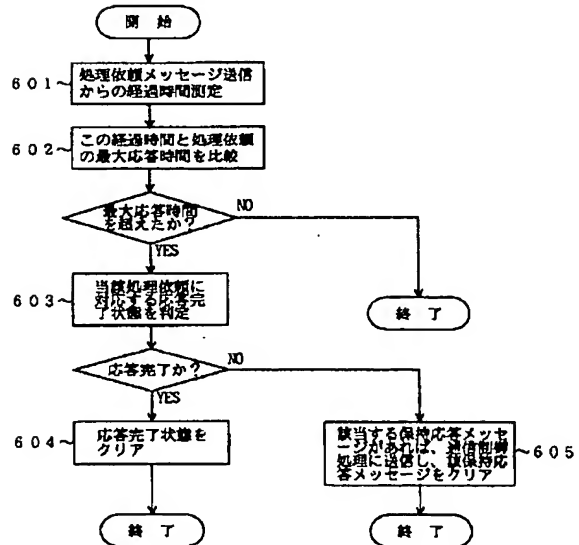 開 始
601
処理依頼メッセージ送信
からの経過時間測定
602
この経過時間と処理依頼
の最大応答時間を比較
最大応答時間
を超えたか?
NO
YES
603
当該処理依頼に
対応する応答完
了状態を判定
終 了
応答完了か?
NO
YES
604
応答完了状態を
クリア
該当する保持応答メッセ
ージがあれば、通信制御
処理に送信し、該保持応
答メッセージをクリア
605
終 了
終 了